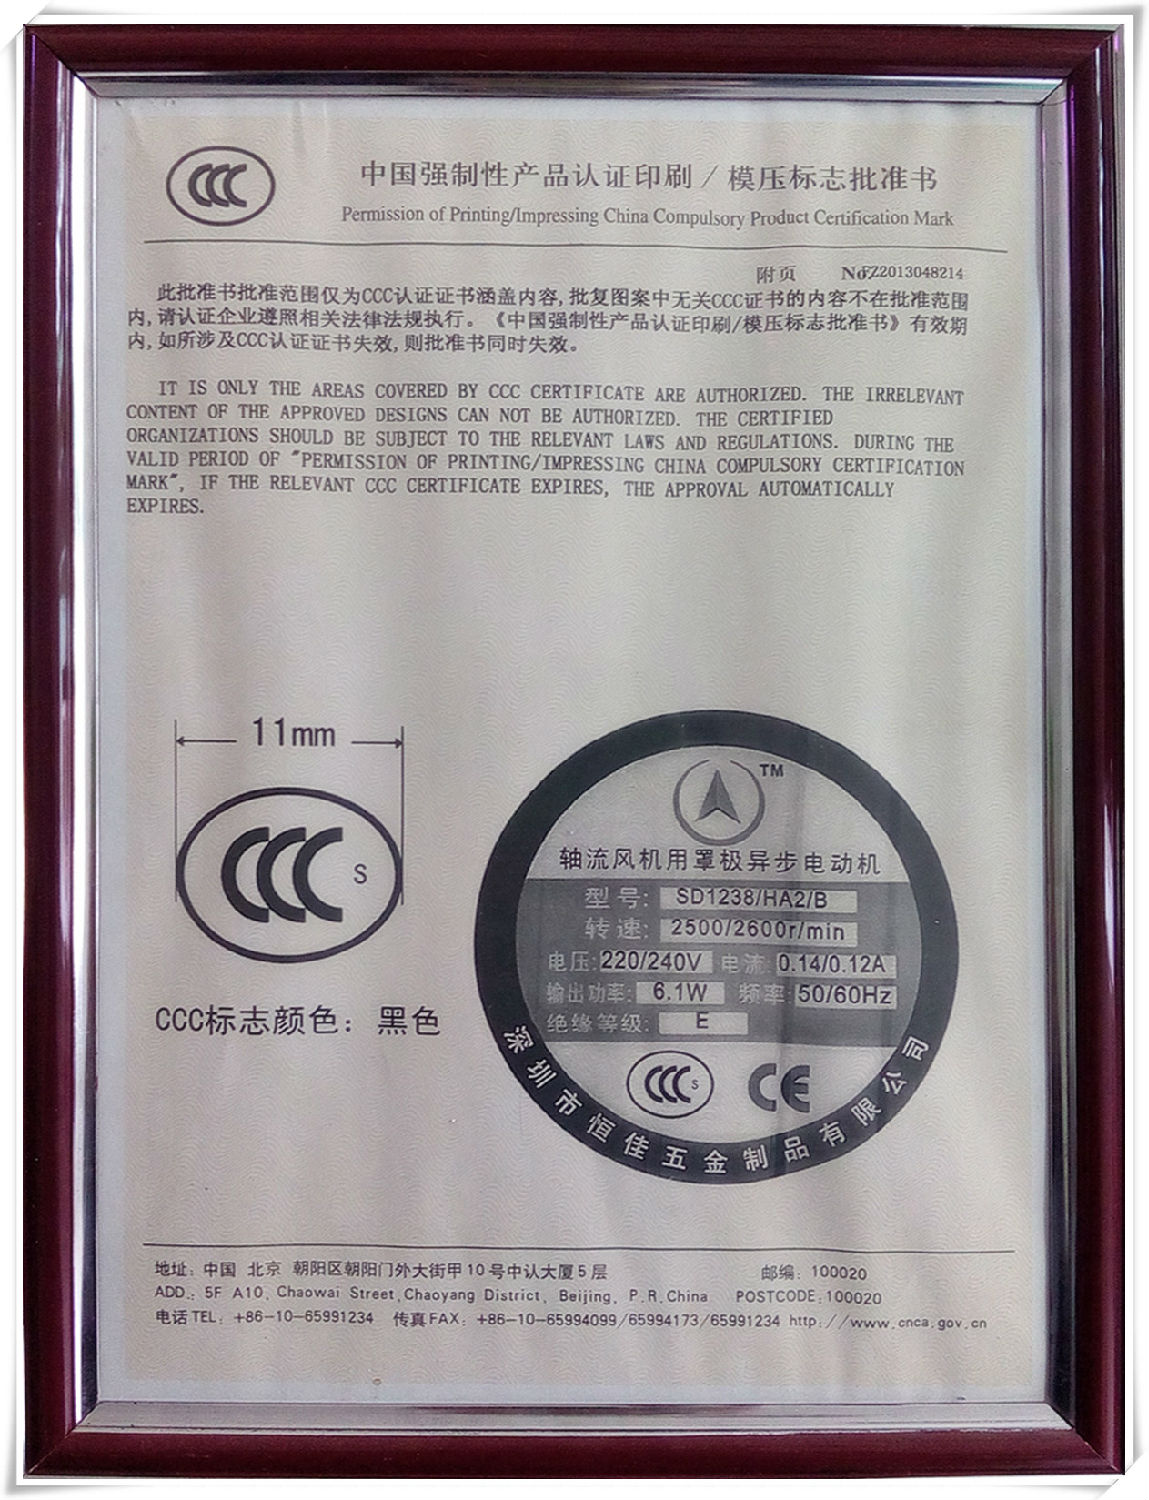 CCC
中国强制性产品认证印刷/模压标志批准书
Permission of Printing/Impressing China Compulsory Product Certification Mark
附页 No.FZ2013048214
此批准书批准范围仅为CCC认证证书涵盖内容,批复图案中无关CCC证书的内容不在批准范围
内,请认证企业遵照相关法律法规执行。《中国强制性产品认证印刷/模压标志批准书》有效期
内,如所涉及CCC认证证书失效,则批准书同时失效。
IT IS ONLY THE AREAS COVERED BY CCC CERTIFICATE ARE AUTHORIZED. THE IRRELEVANT
CONTENT OF THE APPROVED DESIGNS CAN NOT BE AUTHORIZED. THE CERTIFIED
ORGANIZATIONS SHOULD BE SUBJECT TO THE RELEVANT LAWS AND REGULATIONS. DURING THE
VALID PERIOD OF "PERMISSION OF PRINTING/IMPRESSING CHINA COMPULSORY CERTIFICATION
MARK", IF THE RELEVANT CCC CERTIFICATE EXPIRES, THE APPROVAL AUTOMATICALLY
EXPIRES.
11mm
CCC S
CCC标志颜色：黑色
TM
轴流风机用罩极异步电动机
型号: SD1238/HA2/B
转速: 2500/2600r/min
电压:220/240V 电流:0.14/0.12A
输出功率: 6.1W 频率:50/60Hz
绝缘等级: E
CCC S CE
深圳市恒佳五金制品有限公司
地址：中国 北京 朝阳区朝阳门外大街甲10号中认大厦5层 邮编：100020
ADD.: 5F A10, Chaowai Street,Chaoyang District, Beijing, P.R.China POSTCODE:100020
电话TEL: +86-10-65991234 传真FAX: +86-10-65994099/65994173/65991234 http://www.cnca.gov.cn